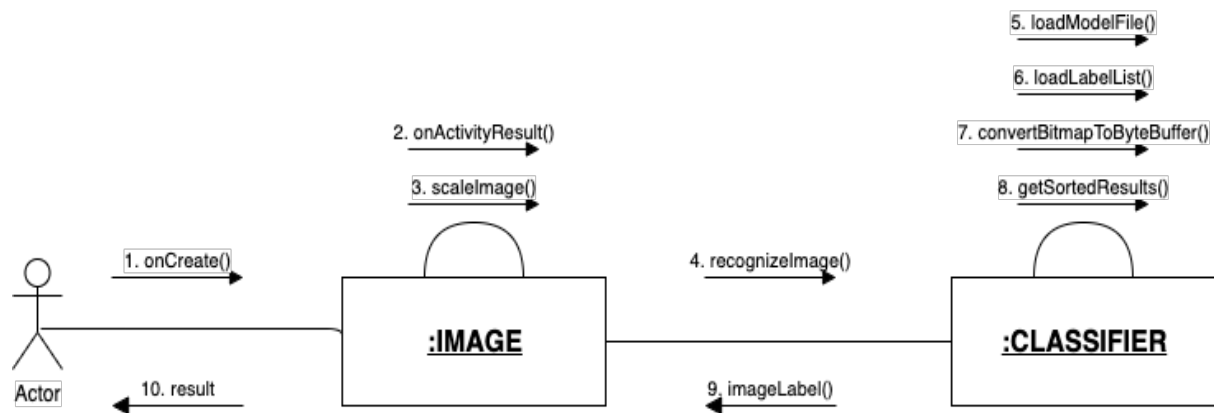 5. loadModelFile()
6. loadLabelList()
2. onActivityResult()
7. convertBitmapToByteBuffer()
3. scaleImage()
8. getSortedResults()
1. onCreate()
4. recognizeImage()
:IMAGE
:CLASSIFIER
Actor
10. result
9. imageLabel()